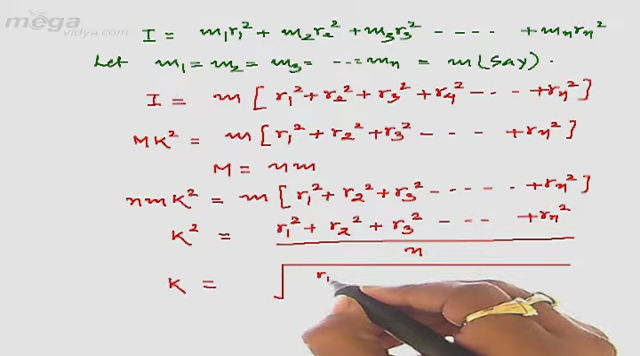 mega
vidya.com
I = m₁r₁² + m₂r₂² + m₃r₃² - - - - + mₙrₙ²
Let m₁ = m₂ = m₃ = - - - = mₙ = m (Say).
I = m [r₁² + r₂² + r₃² + r₄² - - - + rₙ²]
MK² = m [r₁² + r₂² + r₃² - - - - + rₙ²]
M = nm
nmK² = m [r₁² + r₂² + r₃² - - - - - + rₙ²]
K² = r₁² + r₂² + r₃² - - - - + rₙ²
n
K = √ r₁